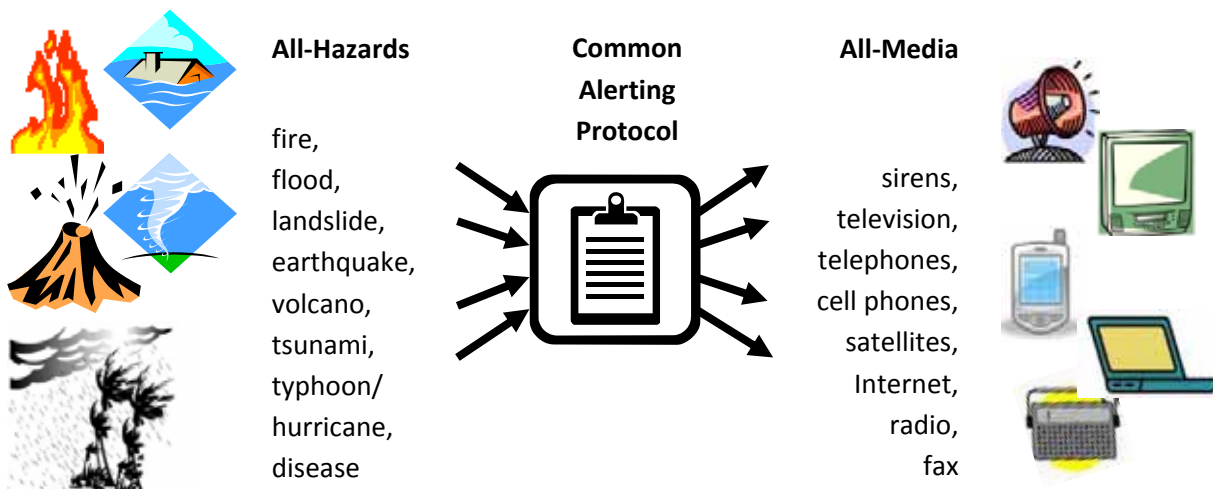 All-Hazards
fire,
flood,
landslide,
earthquake,
volcano,
tsunami,
typhoon/
hurricane,
disease
Common
Alerting
Protocol
All-Media
sirens,
television,
telephones,
cell phones,
satellites,
Internet,
radio,
fax